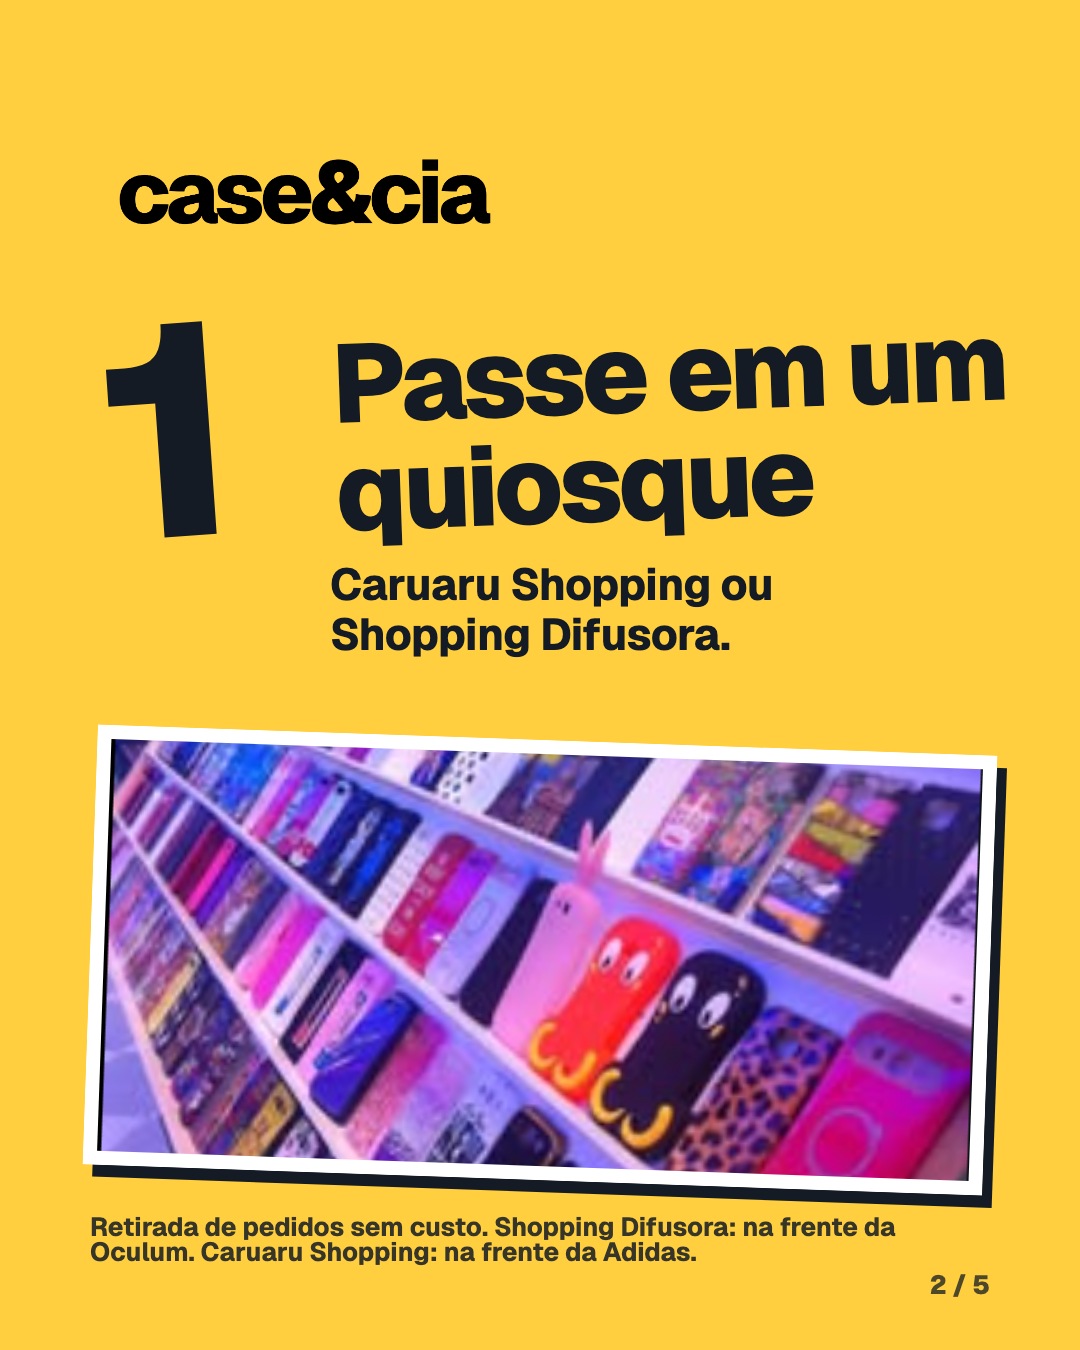 case&cia
1
Passe em um
quiosque
Caruaru Shopping ou
Shopping Difusora.
Retirada de pedidos sem custo. Shopping Difusora: na frente da
Oculum. Caruaru Shopping: na frente da Adidas.
2 / 5